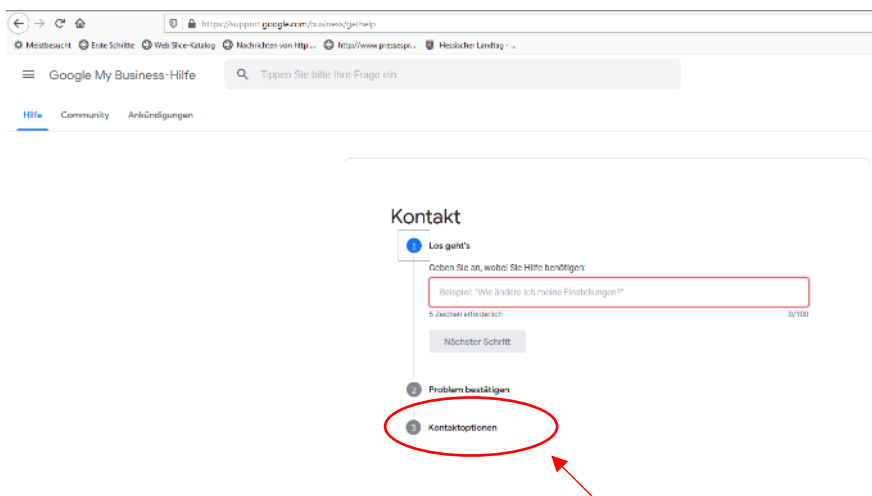 https://support.google.com/business/gethelp
Meistbesucht Erste Schritte Web Slice-Katalog Nachrichten von http... http://www.pressespr... Hessischer Landtag - ...
Google My Business-Hilfe Tippen Sie bitte Ihre Frage ein
Hilfe Community Ankündigungen
Kontakt
1 Los geht's
Geben Sie an, wobei Sie Hilfe benötigen:
Beispiel: "Wie ändere ich meine Einstellungen?"
5 Zeichen erforderlich 0/100
Nächster Schritt
2 Problem bestätigen
3 Kontaktoptionen